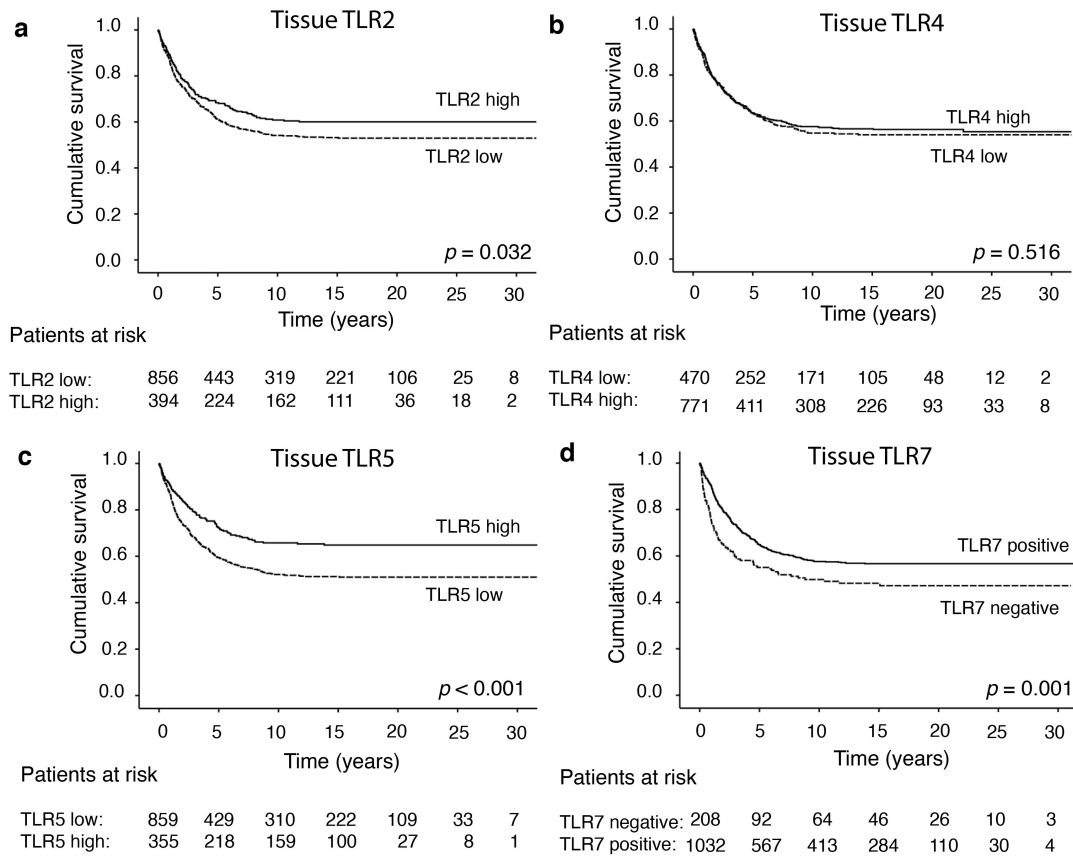 a
Tissue TLR2
Cumulative survival
1.0
0.8
0.6
0.4
0.2
0.0
TLR2 high
TLR2 low
p = 0.032
0 5 10 15 20 25 30
Time (years)
Patients at risk
TLR2 low: 856 443 319 221 106 25 8
TLR2 high: 394 224 162 111 36 18 2
b
Tissue TLR4
Cumulative survival
1.0
0.8
0.6
0.4
0.2
0.0
TLR4 high
TLR4 low
p = 0.516
0 5 10 15 20 25 30
Time (years)
Patients at risk
TLR4 low: 470 252 171 105 48 12 2
TLR4 high: 771 411 308 226 93 33 8
c
Tissue TLR5
Cumulative survival
1.0
0.8
0.6
0.4
0.2
0.0
TLR5 high
TLR5 low
p < 0.001
0 5 10 15 20 25 30
Time (years)
Patients at risk
TLR5 low: 859 429 310 222 109 33 7
TLR5 high: 355 218 159 100 27 8 1
d
Tissue TLR7
Cumulative survival
1.0
0.8
0.6
0.4
0.2
0.0
TLR7 positive
TLR7 negative
p = 0.001
0 5 10 15 20 25 30
Time (years)
Patients at risk
TLR7 negative: 208 92 64 46 26 10 3
TLR7 positive: 1032 567 413 284 110 30 4